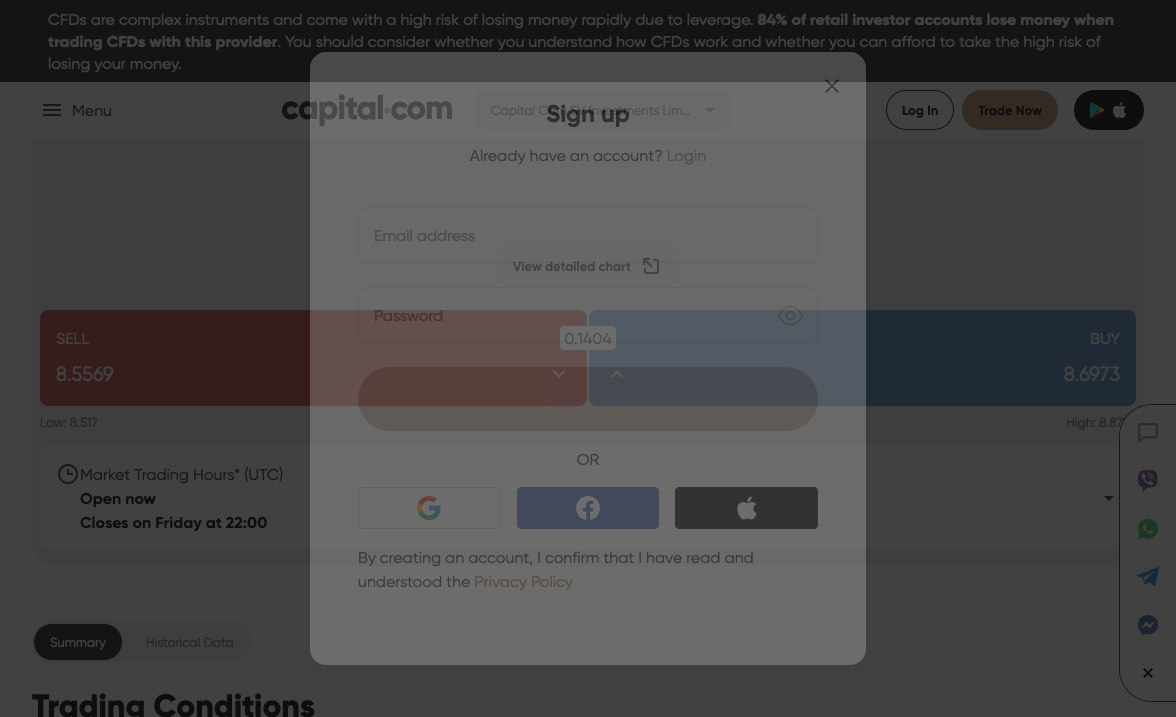 CFDs are complex instruments and come with a high risk of losing money rapidly due to leverage. 84% of retail investor accounts lose money when
trading CFDs with this provider. You should consider whether you understand how CFDs work and whether you can afford to take the high risk of
losing your money.
Menu
capital.com
Capital Com SV Investments Lim...
Log In
Trade Now
Sign up
Already have an account? Login
Email address
View detailed chart
Password
SELL
0.1404
BUY
8.5569
8.6973
Low: 8.517
High: 8.87
OR
Market Trading Hours* (UTC)
Open now
Closes on Friday at 22:00
By creating an account, I confirm that I have read and
understood the Privacy Policy
Summary
Historical Data
Trading Conditions